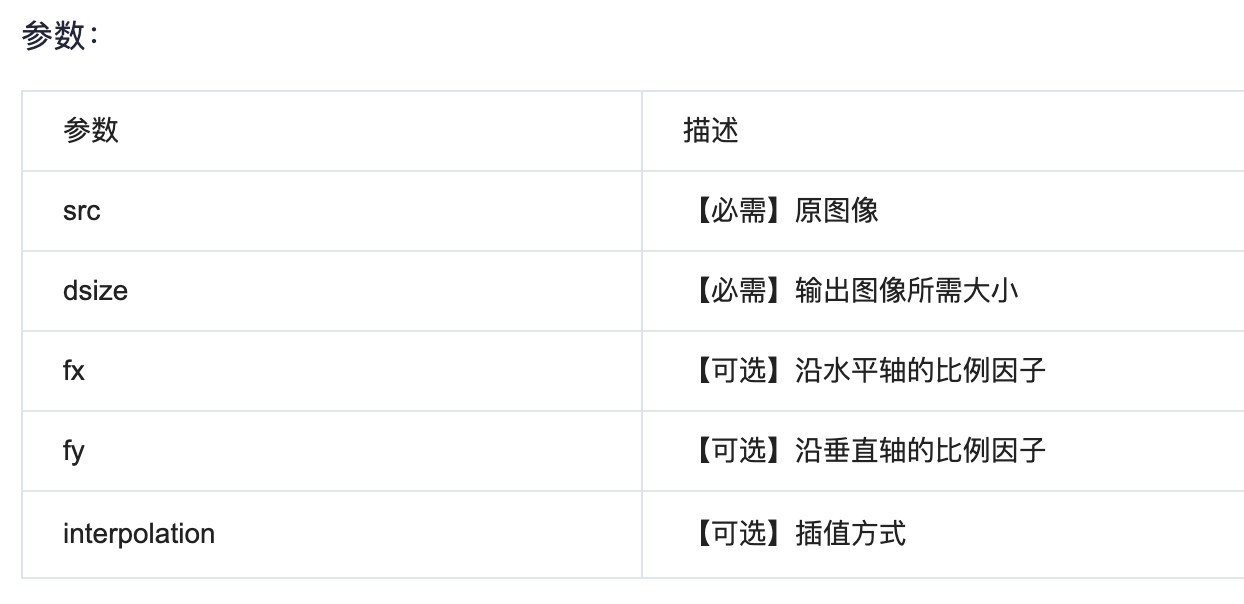 参数：
参数 描述
src 【必需】原图像
dsize 【必需】输出图像所需大小
fx 【可选】沿水平轴的比例因子
fy 【可选】沿垂直轴的比例因子
interpolation 【可选】插值方式